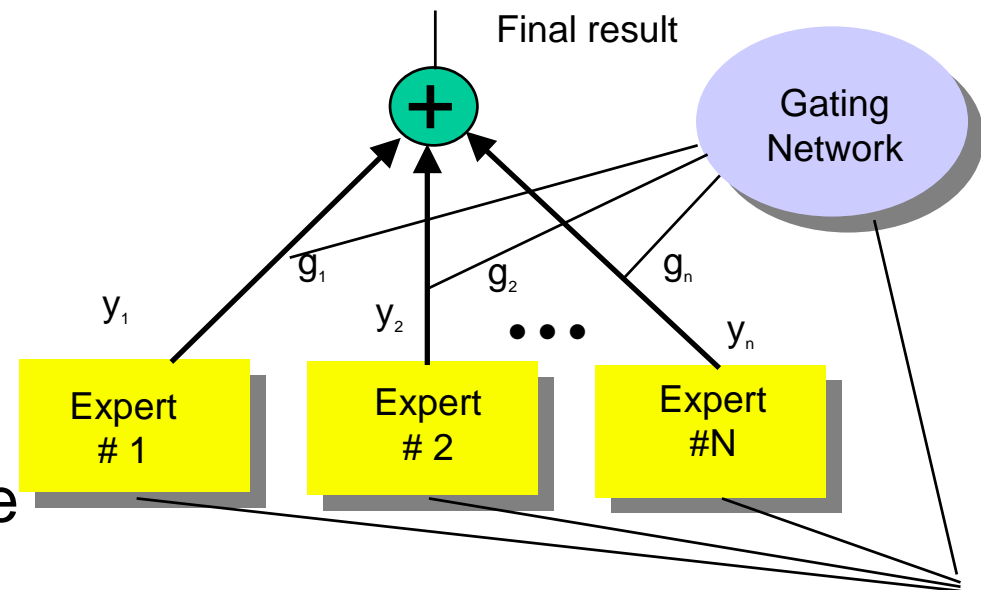 Final result
+
Gating
Network
g₁
g₂
gₙ
y₁
y₂
•••
yₙ
Expert
# 1
Expert
# 2
Expert
#N
e